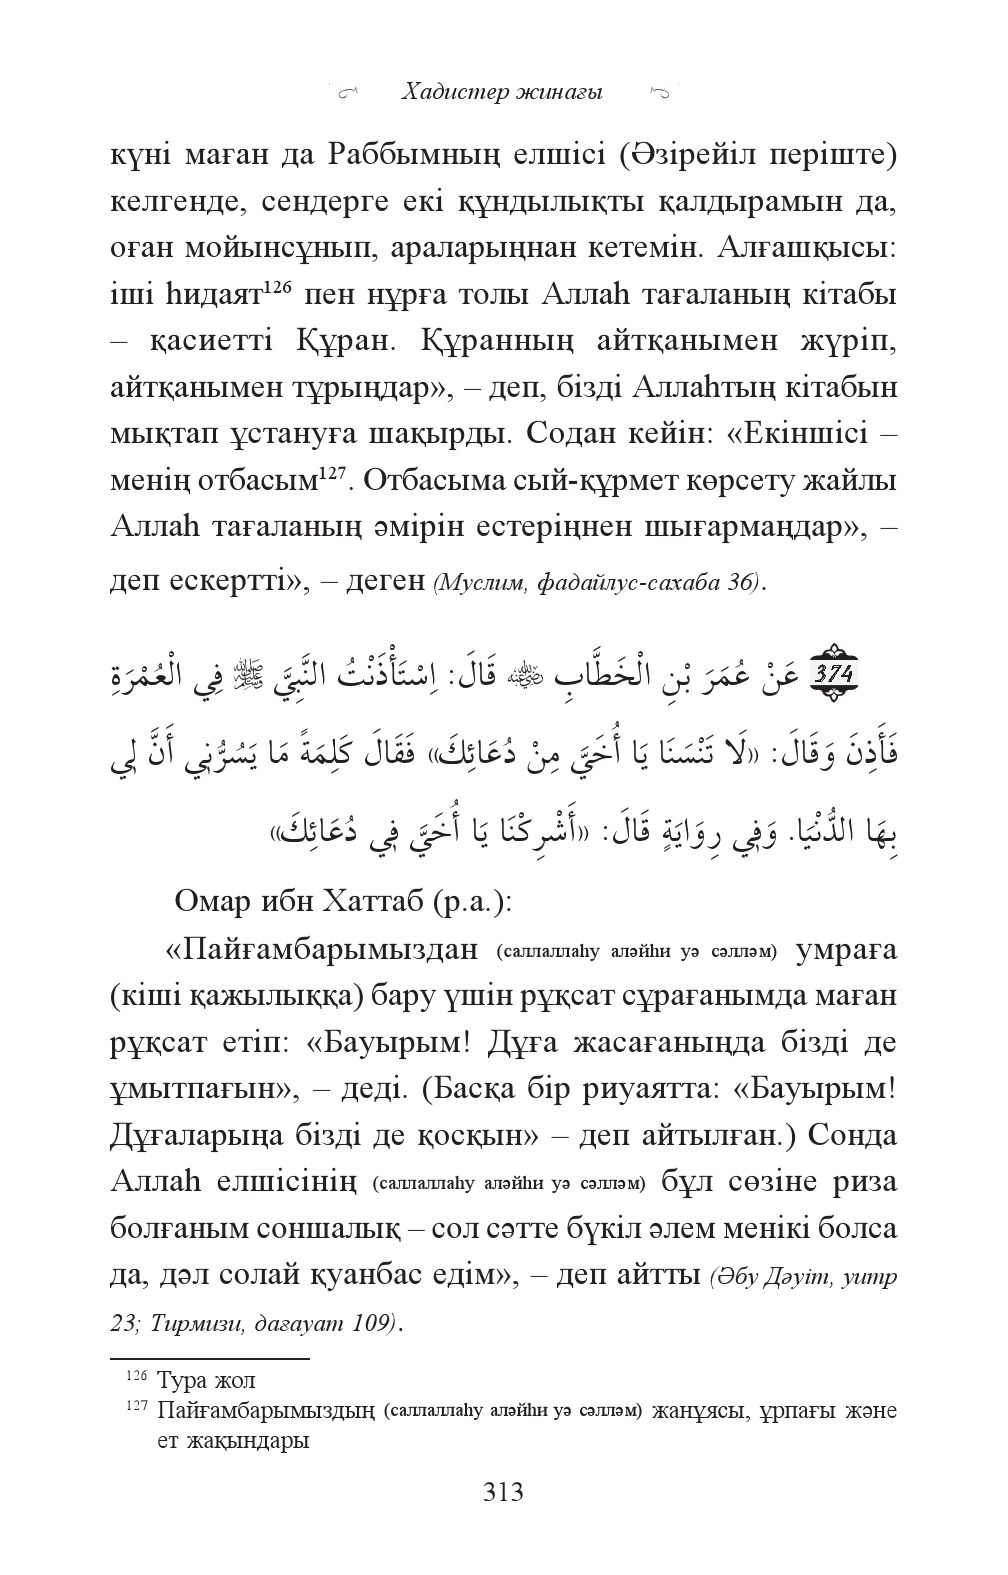 Хадистер жинағы
күні маған да Раббымның елшісі (Әзірейіл періште)
келгенде, сендерге екі құндылықты қалдырамын да,
оған мойынсұнып, араларыңнан кетемін. Алғашқысы:
іші һидаят¹²⁶ пен нұрға толы Аллаһ тағаланың кітабы
– қасиетті Құран. Құранның айтқанымен жүріп,
айтқанымен тұрыңдар», – деп, бізді Аллаһтың кітабын
мықтап ұстануға шақырды. Содан кейін: «Екіншісі –
менің отбасым¹²⁷. Отбасыма сый-құрмет көрсету жайлы
Аллаһ тағаланың әмірін естеріңнен шығармаңдар», –
деп ескертті», – деген (Муслим, фадайлус-сахаба 36).
374 عَنْ عُمَرَ بْنِ الْخَطَّابِ رضي الله عنه قَالَ: اِسْتَأْذَنْتُ النَّبِيَّ ﷺ فِي الْعُمْرَةِ
فَأَذِنَ وَقَالَ: «لَا تَنْسَنَا يَا أُخَيَّ مِنْ دُعَائِكَ» فَقَالَ كَلِمَةً مَا يَسُرُّنِي أَنَّ لِي
بِهَا الدُّنْيَا. وَفِي رِوَايَةٍ قَالَ: «أَشْرِكْنَا يَا أُخَيَّ فِي دُعَائِكَ»
Омар ибн Хаттаб (р.а.):
«Пайғамбарымыздан (саллаллаһу аләйһи уә сәлләм) умраға
(кіші қажылыққа) бару үшін рұқсат сұрағанымда маған
рұқсат етіп: «Бауырым! Дұға жасағаныңда бізді де
ұмытпағын», – деді. (Басқа бір риуаятта: «Бауырым!
Дұғаларыңа бізді де қосқын» – деп айтылған.) Сонда
Аллаһ елшісінің (саллаллаһу аләйһи уә сәлләм) бұл сөзіне риза
болғаным соншалық – сол сәтте бүкіл әлем менікі болса
да, дәл солай қуанбас едім», – деп айтты (Әбу Дәуіт, уитр
23; Тирмизи, дағауат 109).
¹²⁶ Тура жол
¹²⁷ Пайғамбарымыздың (саллаллаһу аләйһи уә сәлләм) жанұясы, ұрпағы және
ет жақындары
313